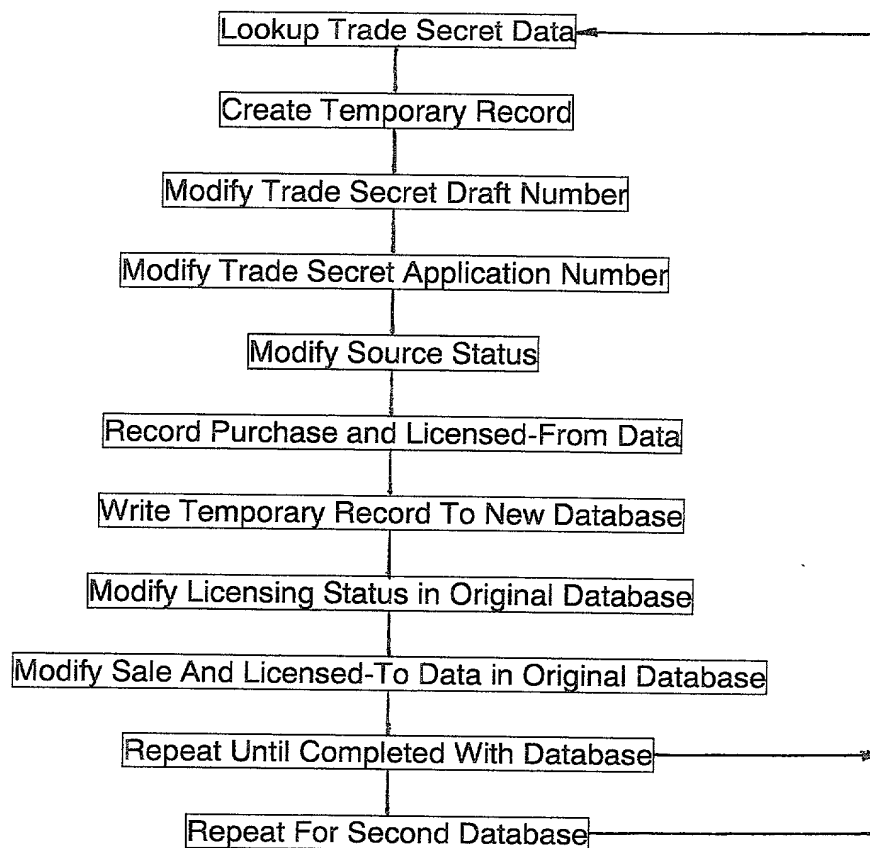 Lookup Trade Secret Data
Create Temporary Record
Modify Trade Secret Draft Number
Modify Trade Secret Application Number
Modify Source Status
Record Purchase and Licensed-From Data
Write Temporary Record To New Database
Modify Licensing Status in Original Database
Modify Sale And Licensed-To Data in Original Database
Repeat Until Completed With Database
Repeat For Second Database